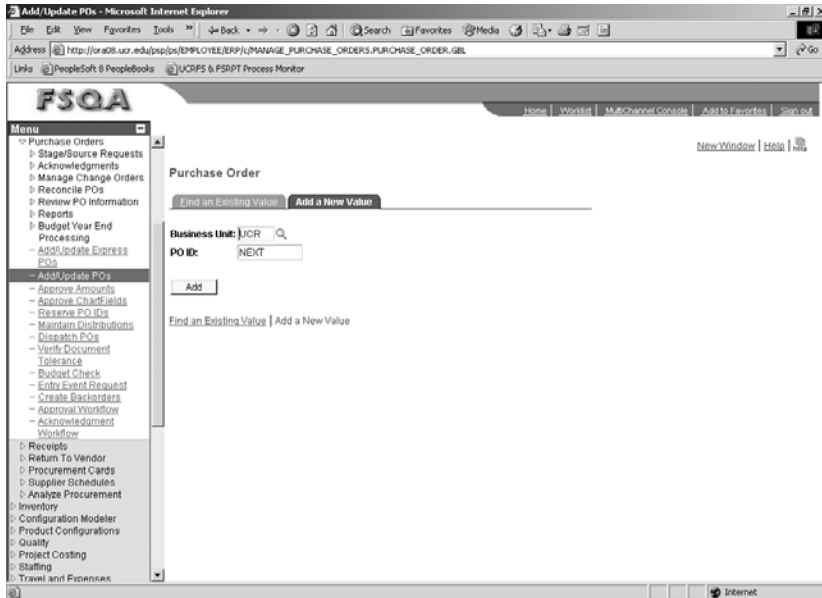 Add/Update POs - Microsoft Internet Explorer
File Edit View Favorites Tools » Back Search Favorites Media
Address http://ora08.ucr.edu/psp/ps/EMPLOYEE/ERP/c/MANAGE_PURCHASE_ORDERS.PURCHASE_ORDER.GBL Go
Links PeopleSoft 8 PeopleBooks UCRFS & FSRPT Process Monitor
FSQA
Home | Worklist | MultiChannel Console | Add to Favorites | Sign out
Menu
Purchase Orders
Stage/Source Requests
Acknowledgments
Manage Change Orders
Reconcile POs
Review PO Information
Reports
Budget Year End
Processing
– Add/Update Express
POs
– Add/Update POs
– Approve Amounts
– Approve ChartFields
– Reserve PO IDs
– Maintain Distributions
– Dispatch POs
– Verify Document
Tolerance
– Budget Check
– Entry Event Request
– Create Backorders
– Approval Workflow
– Acknowledgment
Workflow
Receipts
Return To Vendor
Procurement Cards
Supplier Schedules
Analyze Procurement
Inventory
Configuration Modeler
Product Configurations
Quality
Project Costing
Staffing
Travel and Expenses
New Window | Help |
Purchase Order
Find an Existing Value Add a New Value
Business Unit: UCR
PO ID: NEXT
Add
Find an Existing Value | Add a New Value
Internet